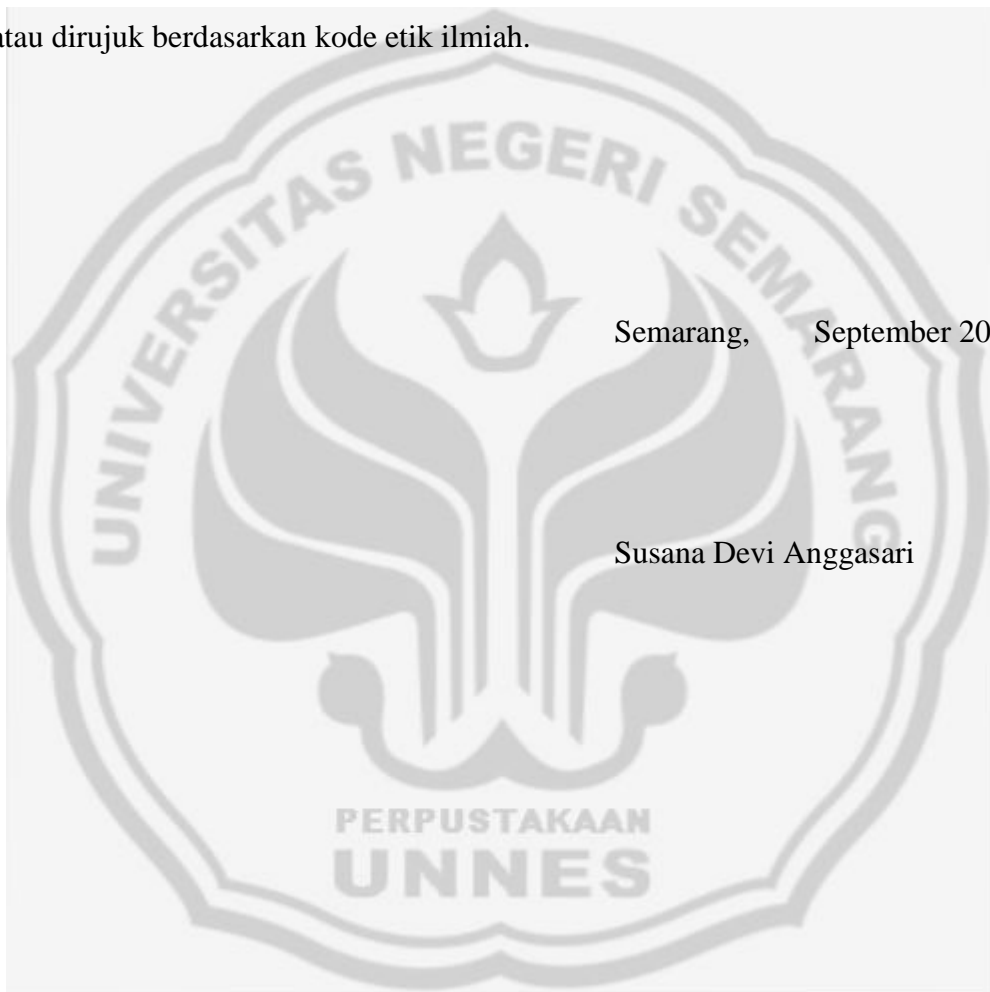 atau dirujuk berdasarkan kode etik ilmiah.
UNIVERSITAS NEGERI SEMARANG
Semarang, September 20
Susana Devi Anggasari
PERPUSTAKAAN
UNNES